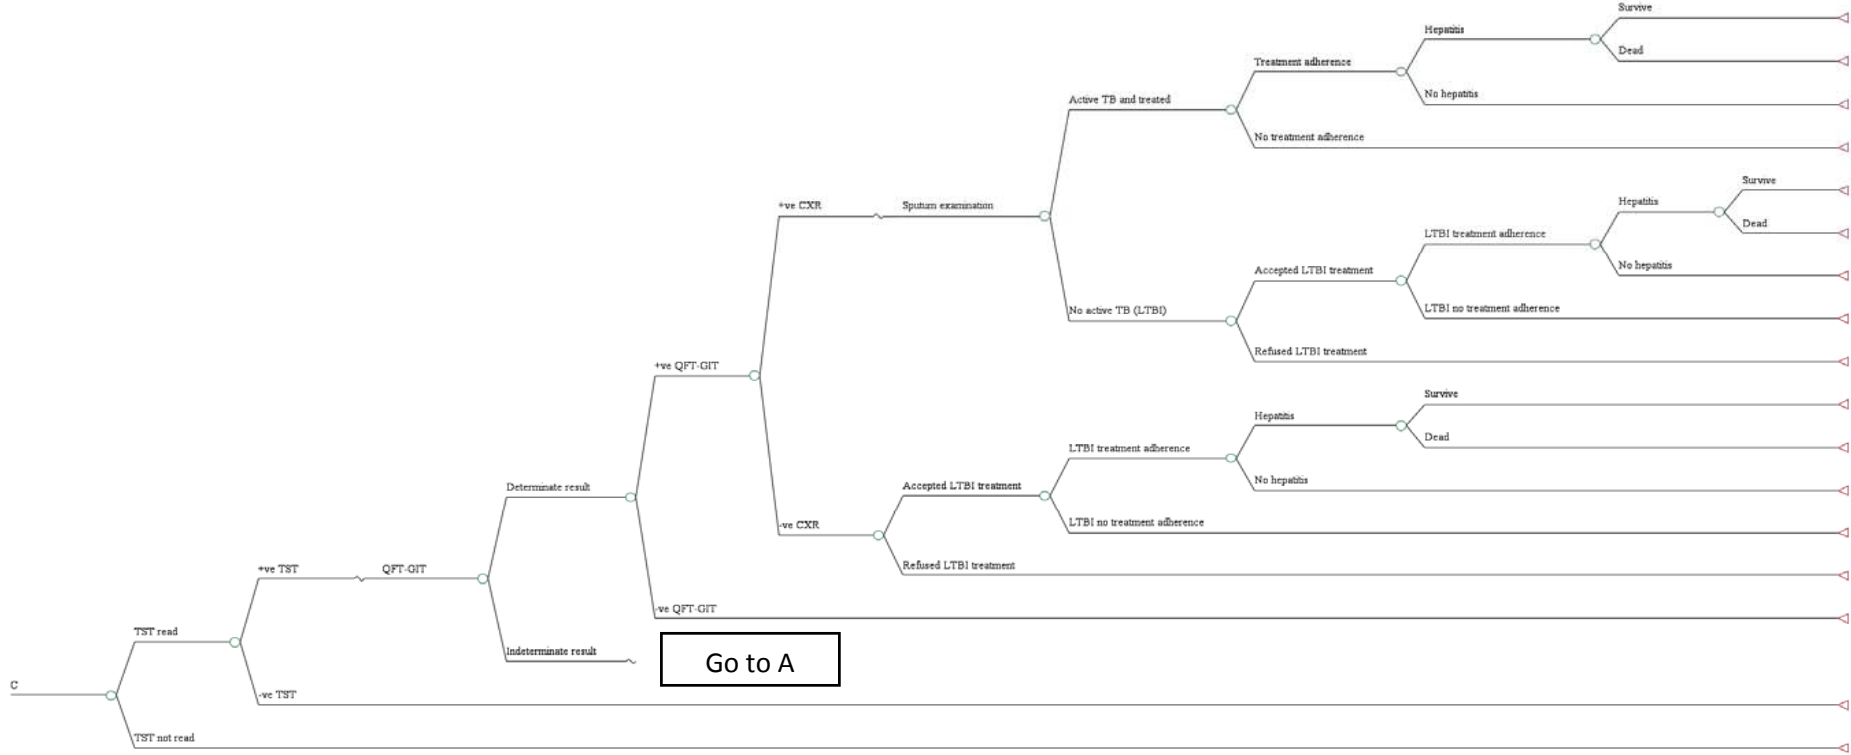 Survive
Hepatitis
Dead
Treatment adherence
No hepatitis
Active TB and treated
No treatment adherence
Survive
Hepatitis
+ve CXR
Sputum examination
Dead
LTBI treatment adherence
No hepatitis
Accepted LTBI treatment
LTBI no treatment adherence
No active TB (LTBI)
Refused LTBI treatment
+ve QFT-GIT
Survive
Hepatitis
Dead
LTBI treatment adherence
No hepatitis
Accepted LTBI treatment
Determinate result
LTBI no treatment adherence
-ve CXR
Refused LTBI treatment
+ve TST
QFT-GIT
-ve QFT-GIT
TST read
Indeterminate result
Go to A
C
-ve TST
TST not read